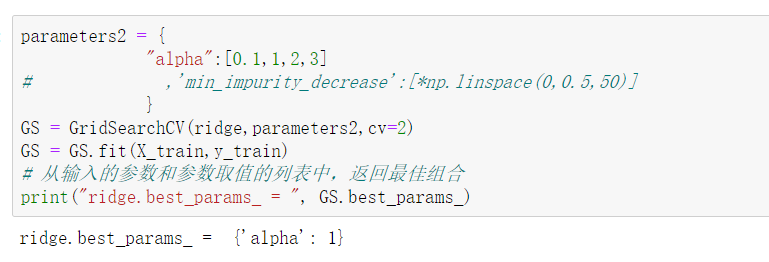 parameters2 = {
"alpha":[0.1,1,2,3]
# ,'min_impurity_decrease':[*np.linspace(0,0.5,50)]
}
GS = GridSearchCV(ridge,parameters2,cv=2)
GS = GS.fit(X_train,y_train)
# 从输入的参数和参数取值的列表中，返回最佳组合
print("ridge.best_params_ = ", GS.best_params_)
ridge.best_params_ =  {'alpha': 1}